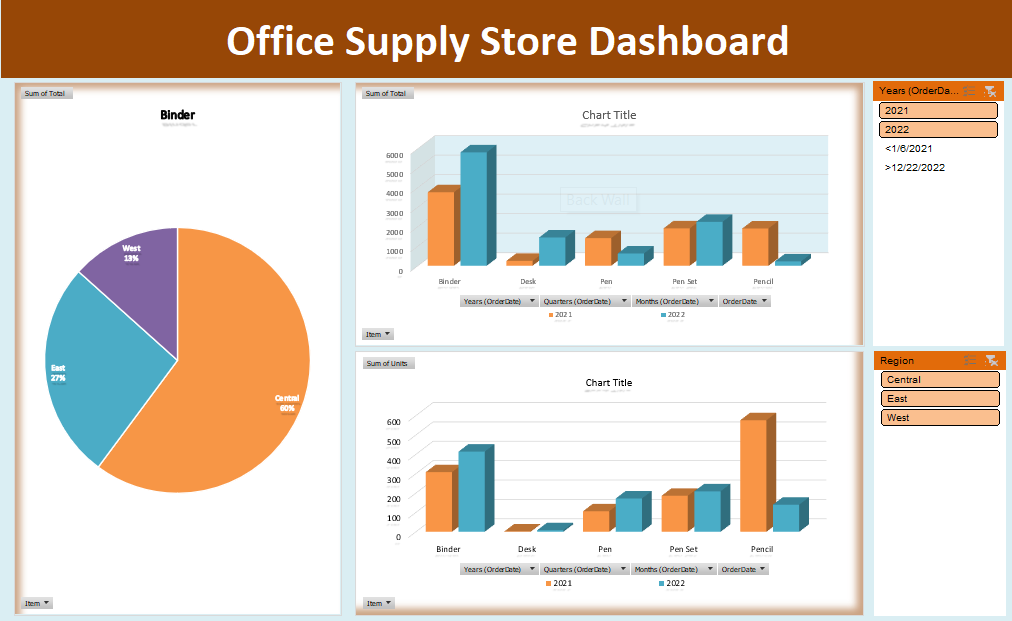 Office Supply Store Dashboard
Sum of Total
Binder
West
13%
East
27%
Central
60%
Item
Sum of Total
Chart Title
Back Wall
6000
5000
4000
3000
2000
1000
0
Binder Desk Pen Pen Set Pencil
Years (OrderDate) Quarters (OrderDate) Months (OrderDate) OrderDate
2021 2022
Item
Sum of Units
Chart Title
600
500
400
300
200
100
0
Binder Desk Pen Pen Set Pencil
Years (OrderDate) Quarters (OrderDate) Months (OrderDate) OrderDate
2021 2022
Item
Years (OrderDa...
2021
2022
<1/6/2021
>12/22/2022
Region
Central
East
West